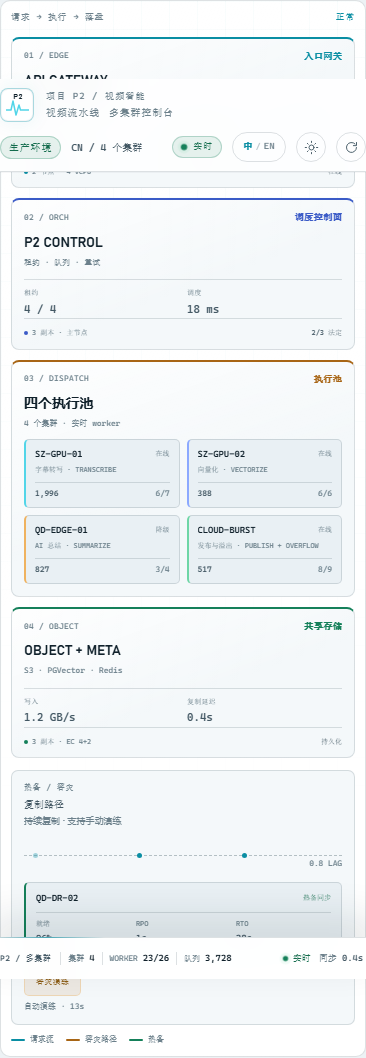 请求 → 执行 → 落盘
正常
01 / EDGE
入口网关
API GATEWAY
P2
项目 P2 / 视频智能
视频流水线 多集群控制台
生产环境
CN / 4 个集群
实时
中 / EN
02 / ORCH
调度控制面
P2 CONTROL
租约 · 队列 · 重试
租约
调度
4 / 4
18 ms
3 副本 · 主节点
2/3 法定
03 / DISPATCH
执行池
四个执行池
4 个集群 · 实时 worker
SZ-GPU-01
在线
字幕转写 · TRANSCRIBE
1,996
6/7
SZ-GPU-02
在线
向量化 · VECTORIZE
388
6/6
QD-EDGE-01
降级
AI 总结 · SUMMARIZE
827
3/4
CLOUD-BURST
在线
发布与溢出 · PUBLISH + OVERFLOW
517
8/9
04 / OBJECT
共享存储
OBJECT + META
S3 · PGVector · Redis
写入
复制延迟
1.2 GB/s
0.4s
3 副本 · EC 4+2
持久化
热备 / 容灾
复制路径
持续复制 · 支持手动演练
0.8 LAG
QD-DR-02
热备同步
就绪
RPO
RTO
P2 / 多集群
集群 4
WORKER 23/26
队列 3,728
实时
同步 0.4s
容灾演练
自动演练 · 13s
请求流
容灾路径
热备